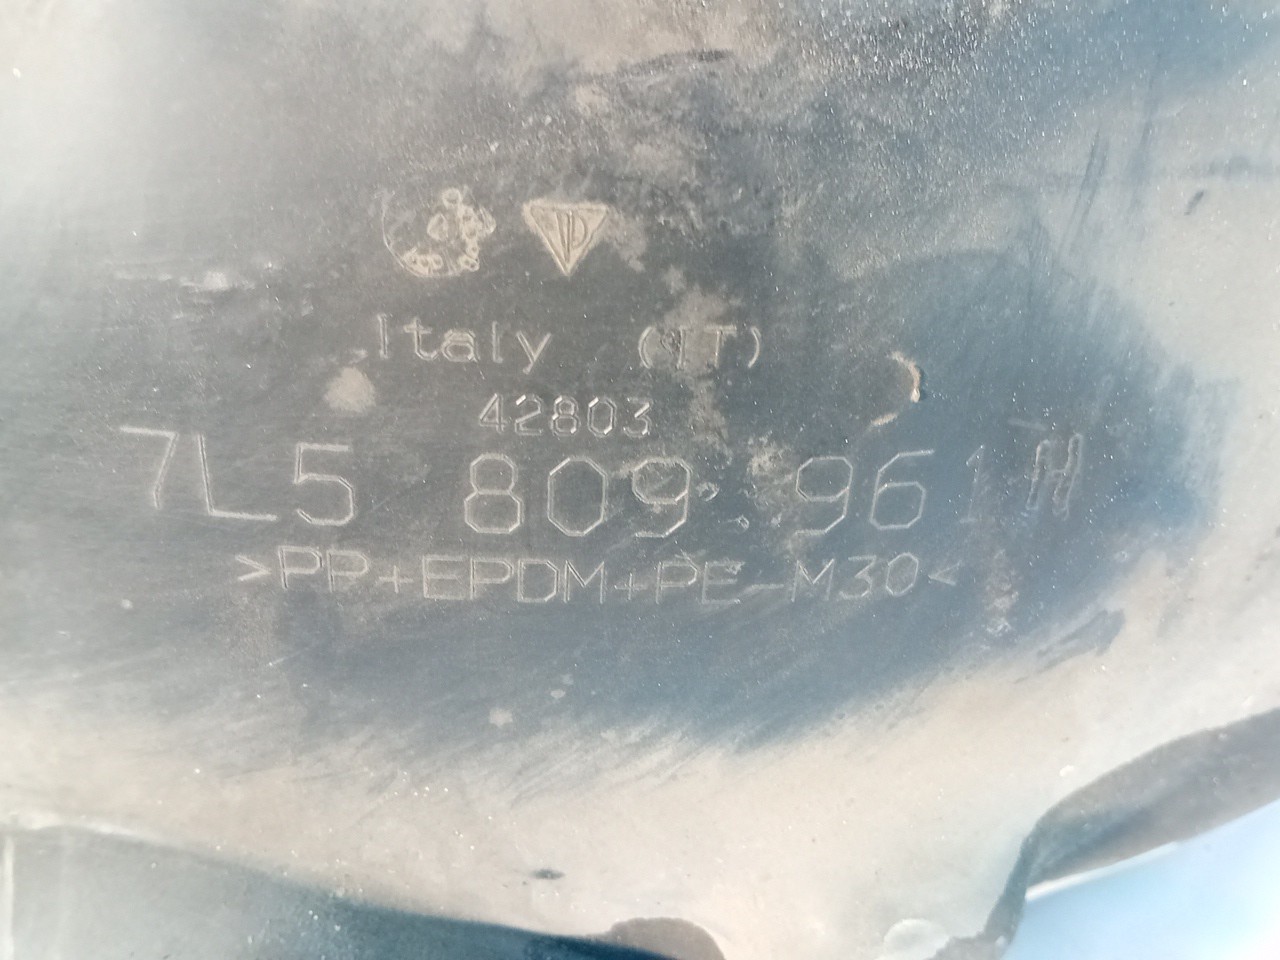 Italy (IT)
42803
7L5 809 961 H
>PP+EPDM+PE-M30<